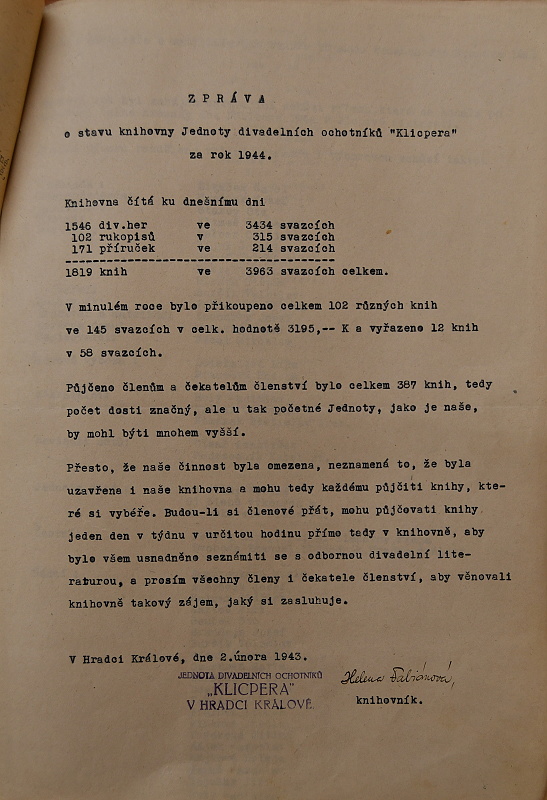 ZPRÁVA
o stavu knihovny Jednoty divadelních ochotníků "Klicpera"
za rok 1944.
Knihovna čítá ku dnešnímu dni
1546 div.her ve 3434 svazcích
102 rukopisů v 315 svazcích
171 příruček ve 214 svazcích
1819 knih ve 3963 svazcích celkem.
V minulém roce bylo přikoupeno celkem 102 různých knih
ve 145 svazcích v celk. hodnotě 3195,-- K a vyřazeno 12 knih
v 58 svazcích.
Půjčeno členům a čekatelům členství bylo celkem 387 knih, tedy
počet dosti značný, ale u tak početné Jednoty, jako je naše,
by mohl býti mnohem vyšší.
Přesto, že naše činnost byla omezena, neznamená to, že byla
uzavřena i naše knihovna a mohu tedy každému půjčiti knihy, kte-
ré si vybéře. Budou-li si členové přát, mohu půjčovati knihy
jeden den v týdnu v určitou hodinu přímo tady v knihovně, aby
bylo všem usnadněno seznámiti se s odbornou divadelní lite-
raturou, a prosím všechny členy i čekatele členství, aby věnovali
knihovně takový zájem, jaký si zasluhuje.
V Hradci Králové, dne 2.února 1943.
JEDNOTA DIVADELNÍCH OCHOTNÍKŮ
„KLICPERA"
V HRADCI KRÁLOVÉ.
Helena Fabiánová,
knihovník.